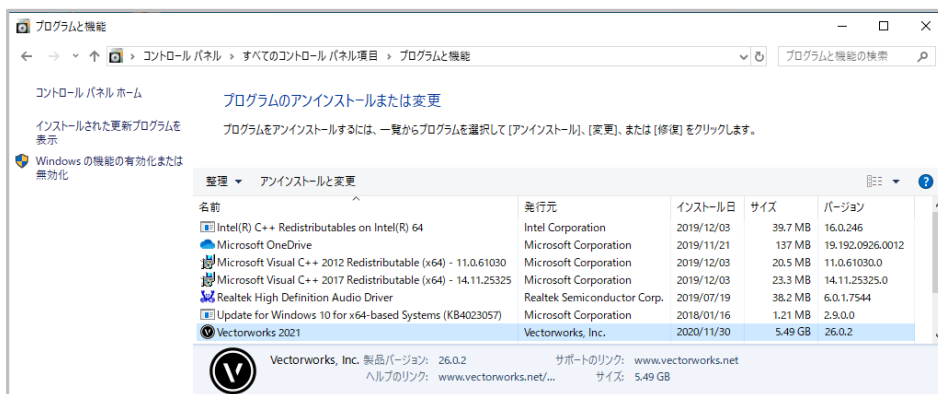 プログラムと機能
コントロール パネル › すべてのコントロール パネル項目 › プログラムと機能
プログラムと機能の検索
コントロール パネル ホーム
インストールされた更新プログラムを
表示
Windows の機能の有効化または
無効化
プログラムのアンインストールまたは変更
プログラムをアンインストールするには、一覧からプログラムを選択して [アンインストール]、[変更]、または [修復] をクリックします。
整理 アンインストールと変更
名前 発行元 インストール日 サイズ バージョン
Intel(R) C++ Redistributables on Intel(R) 64 Intel Corporation 2019/12/03 39.7 MB 16.0.246
Microsoft OneDrive Microsoft Corporation 2019/11/21 137 MB 19.192.0926.0012
Microsoft Visual C++ 2012 Redistributable (x64) - 11.0.61030 Microsoft Corporation 2019/12/03 20.5 MB 11.0.61030.0
Microsoft Visual C++ 2017 Redistributable (x64) - 14.11.25325 Microsoft Corporation 2019/12/03 23.3 MB 14.11.25325.0
Realtek High Definition Audio Driver Realtek Semiconductor Corp. 2019/07/19 38.2 MB 6.0.1.7544
Update for Windows 10 for x64-based Systems (KB4023057) Microsoft Corporation 2018/01/16 1.21 MB 2.9.0.0
Vectorworks 2021 Vectorworks, Inc. 2020/11/30 5.49 GB 26.0.2
Vectorworks, Inc. 製品バージョン: 26.0.2 サポートのリンク: www.vectorworks.net
ヘルプのリンク: www.vectorworks.net/... サイズ: 5.49 GB